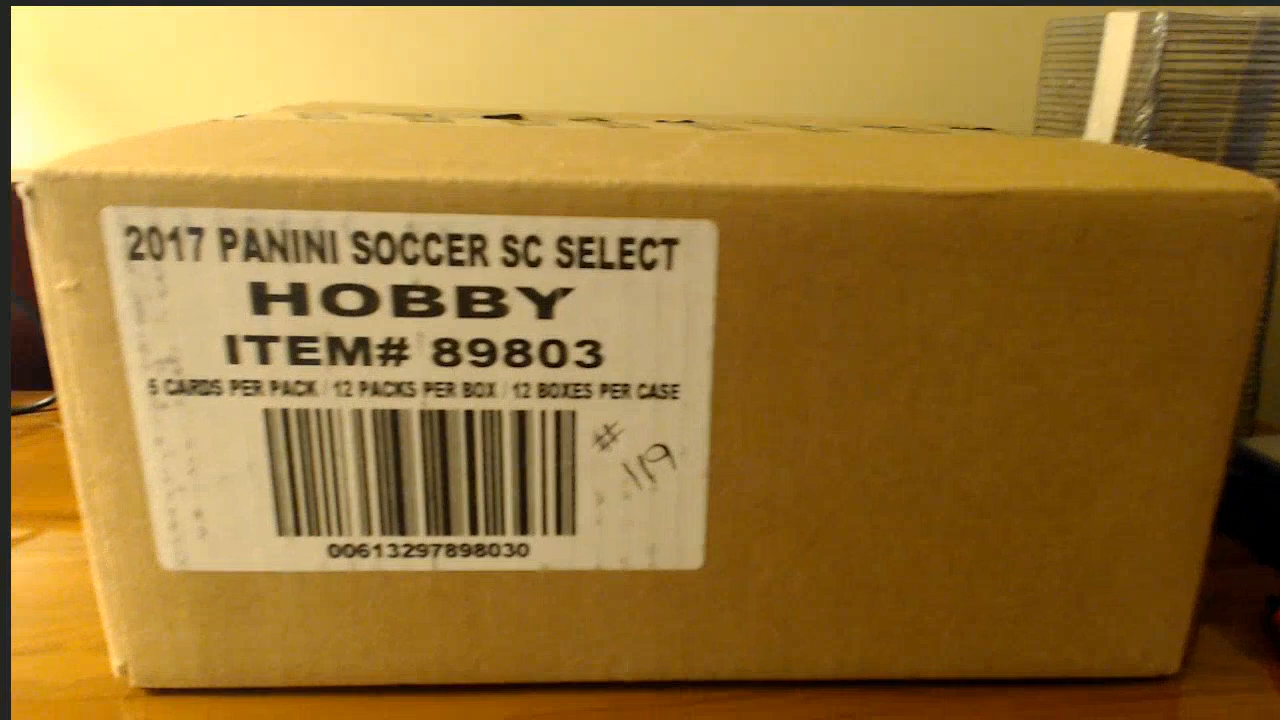 2017 PANINI SOCCER SC SELECT
HOBBY
ITEM# 89803
5 CARDS PER PACK / 12 PACKS PER BOX / 12 BOXES PER CASE
# 119
00613297898030